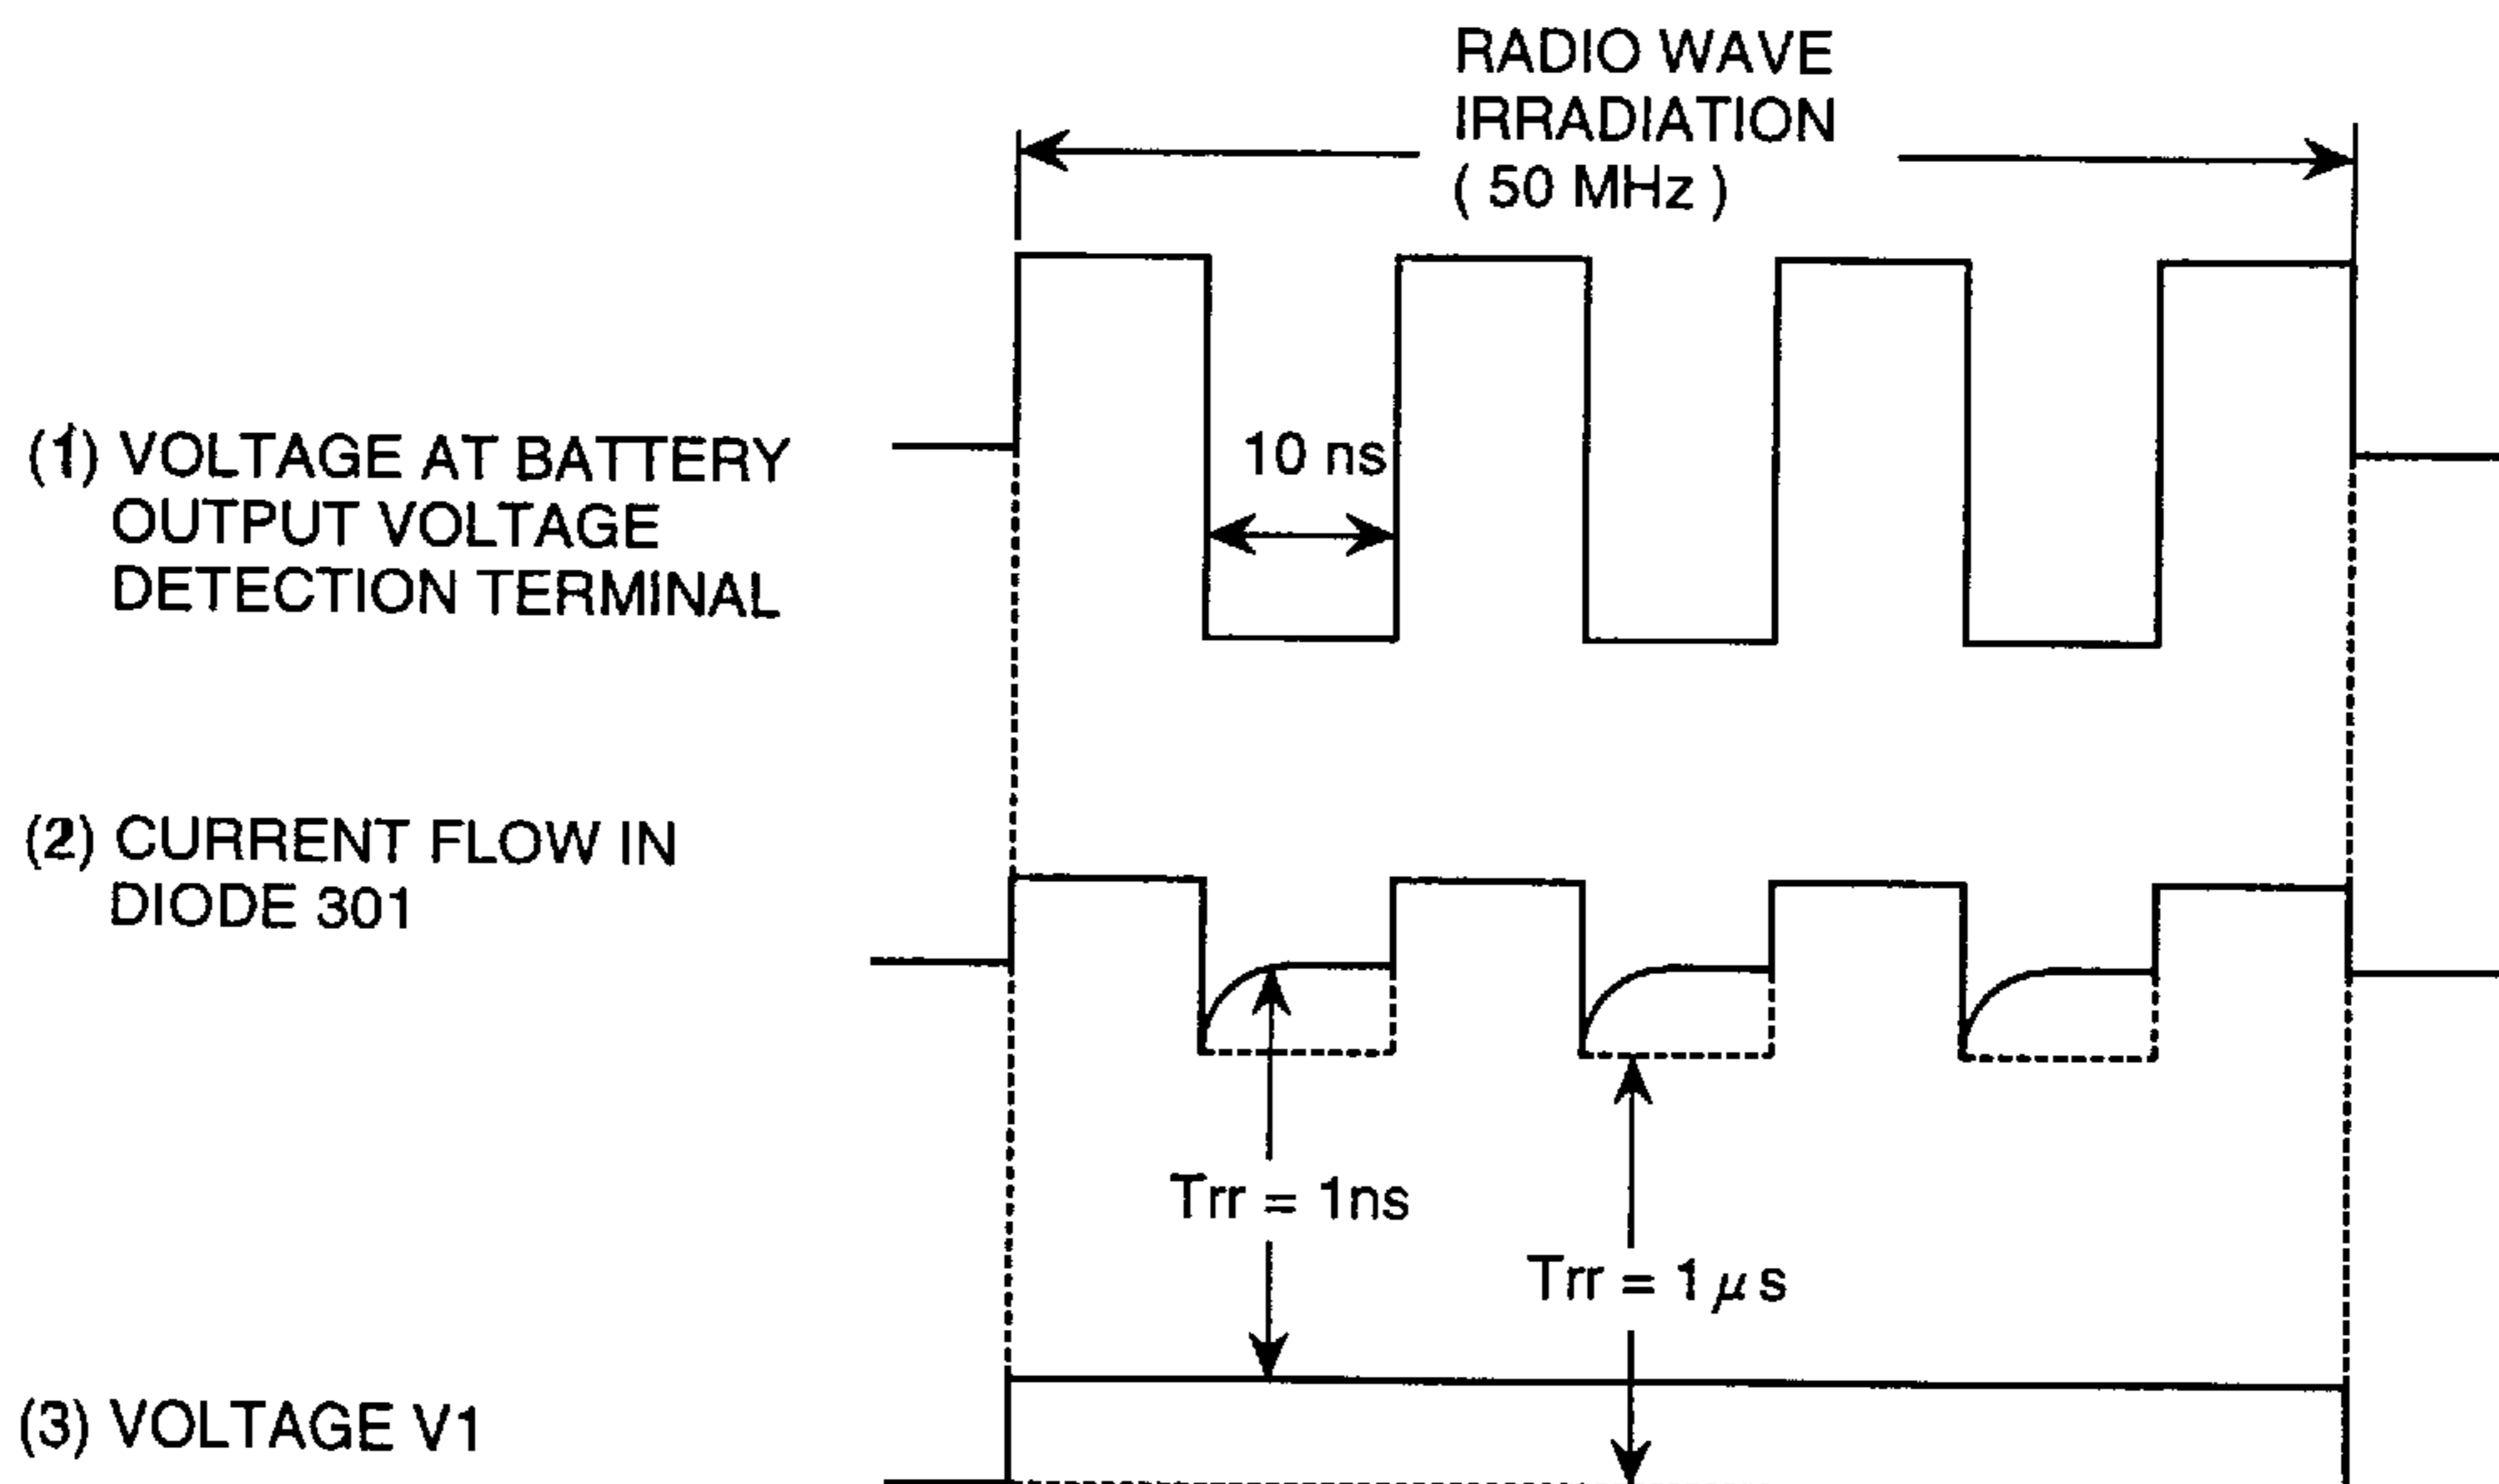 RADIO WAVE
IRRADIATION
( 50 MHz )
(1) VOLTAGE AT BATTERY
OUTPUT VOLTAGE
DETECTION TERMINAL
10 ns
(2) CURRENT FLOW IN
DIODE 301
Trr = 1ns
Trr = 1 μ s
(3) VOLTAGE V1